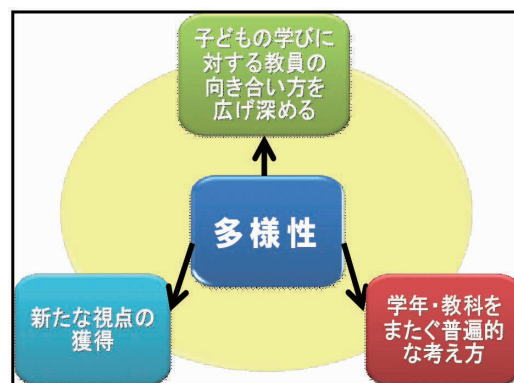 子どもの学びに
対する教員の
向き合い方を
広げ深める
多様性
新たな視点の
獲得
学年・教科を
またぐ普遍的
な考え方